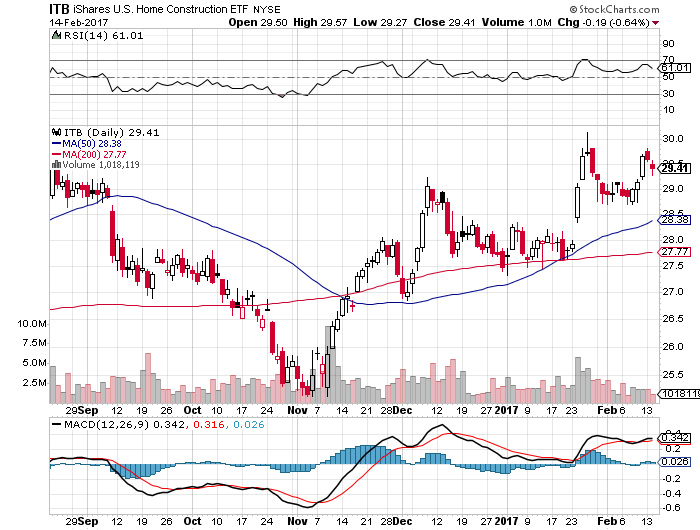 ITB iShares U.S. Home Construction ETF NYSE © StockCharts.com
14-Feb-2017 Open 29.50 High 29.57 Low 29.27 Close 29.41 Volume 1.0M Chg -0.19 (-0.64%)
RSI(14) 61.01
90
70
61.01
50
30
10
ITB (Daily) 29.41
MA(50) 28.38
MA(200) 27.77
Volume 1,018,119
30.0
29.5
29.41
29.0
28.5
28.38
28.0
27.77
27.5
27.0
26.5
26.0
25.5
10.0M
7.5M
5.0M
2.5M
1018119
29 Sep 12 19 26 Oct 10 17 24 Nov 7 14 21 28 Dec 12 19 27 2017 9 17 23 Feb 6 13
MACD(12,26,9) 0.342, 0.316, 0.026
0.4
0.342
0.026
-0.2
-0.4
-0.6
29 Sep 12 19 26 Oct 10 17 24 Nov 7 14 21 28 Dec 12 19 27 2017 9 17 23 Feb 6 13